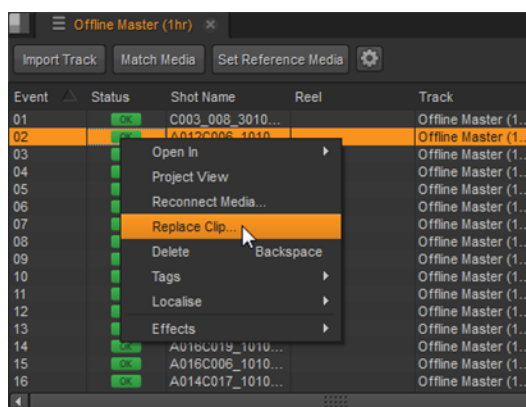 Offline Master (1hr)
Import Track Match Media Set Reference Media
Event Status Shot Name Reel Track
01 OK C003_008_3010... Offline Master (1...
02 OK A012C006_1010... Offline Master (1...
03 Open In Offline Master (1...
04 Project View Offline Master (1...
05 Offline Master (1...
06 Reconnect Media... Offline Master (1...
07 Replace Clip... Offline Master (1...
08 Offline Master (1...
09 Delete Backspace Offline Master (1...
10 Tags Offline Master (1...
11 Localise Offline Master (1...
12 Offline Master (1...
13 Effects Offline Master (1...
14 OK A016C019_1010... Offline Master (1...
15 OK A016C006_1010... Offline Master (1...
16 OK A014C017_1010... Offline Master (1...